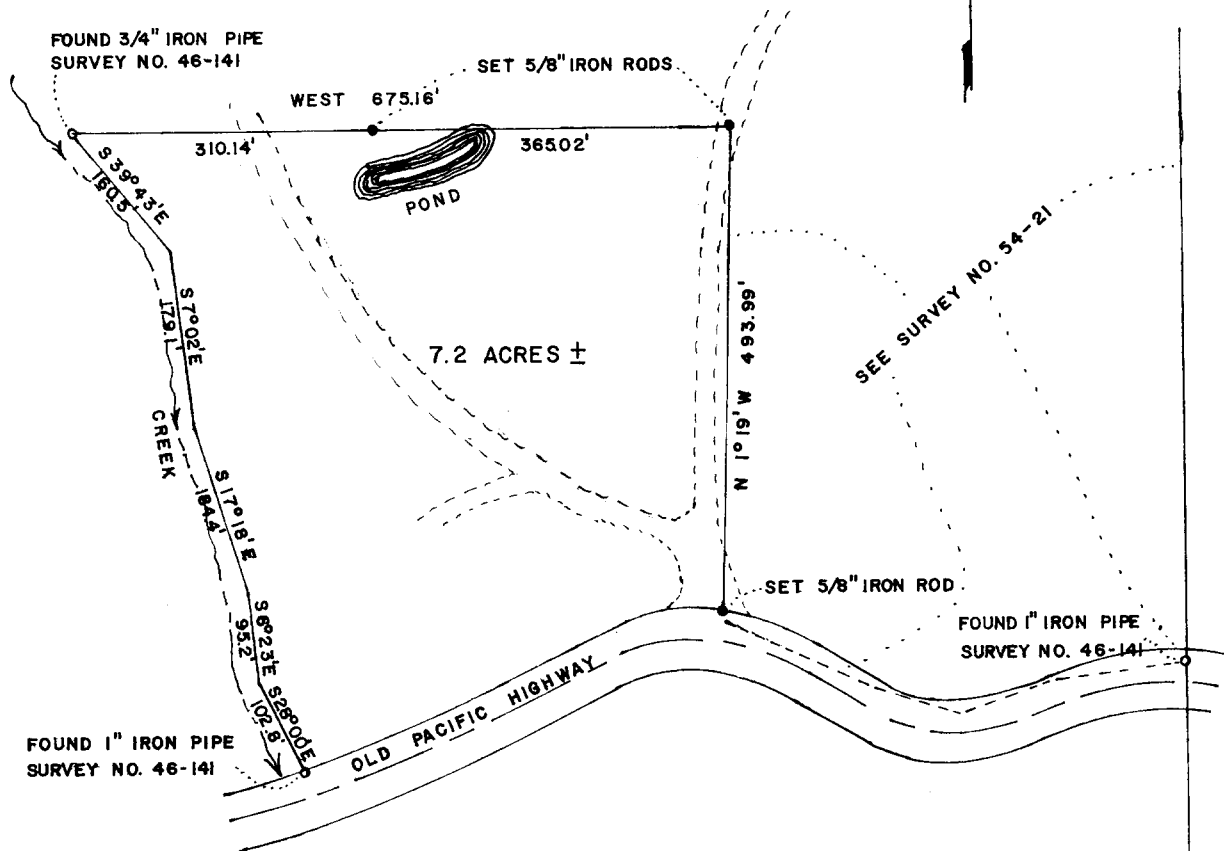 FOUND 3/4" IRON PIPE
SURVEY NO. 46-141
SET 5/8" IRON RODS
WEST 675.16'
310.14'
365.02'
POND
S 39°43'E
160.5'
S 7°02'E
179.1'
CREEK
7.2 ACRES ±
N 1°19' W 493.99'
SEE SURVEY NO. 54-21
S 17°18'E
184.4'
S 6°23'E
95.2'
S28°00'E
102.8'
SET 5/8" IRON ROD
FOUND 1" IRON PIPE
SURVEY NO. 46-141
OLD PACIFIC HIGHWAY
FOUND 1" IRON PIPE
SURVEY NO. 46-141